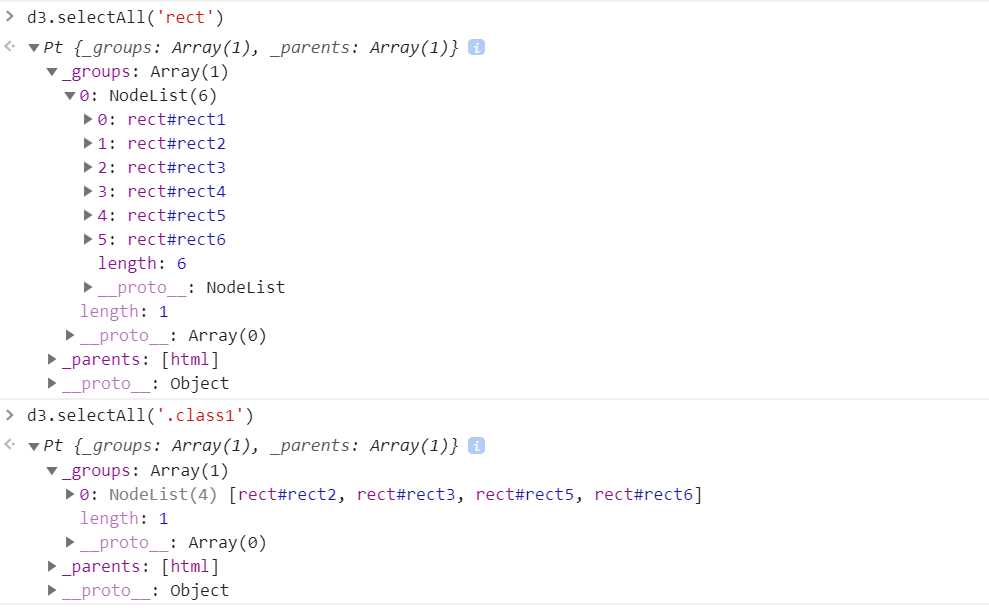 > d3.selectAll('rect')
Pt {_groups: Array(1), _parents: Array(1)} i
_groups: Array(1)
0: NodeList(6)
0: rect#rect1
1: rect#rect2
2: rect#rect3
3: rect#rect4
4: rect#rect5
5: rect#rect6
length: 6
__proto__: NodeList
length: 1
__proto__: Array(0)
_parents: [html]
__proto__: Object
> d3.selectAll('.class1')
Pt {_groups: Array(1), _parents: Array(1)} i
_groups: Array(1)
0: NodeList(4) [rect#rect2, rect#rect3, rect#rect5, rect#rect6]
length: 1
__proto__: Array(0)
_parents: [html]
__proto__: Object